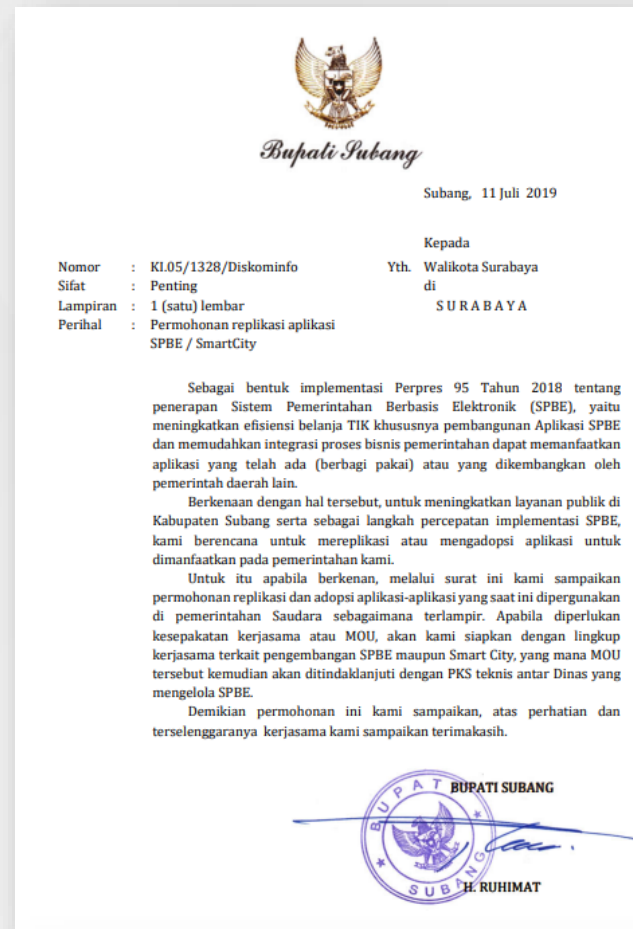 Bupati Subang
Subang, 11 Juli 2019
Kepada
Nomor : KI.05/1328/Diskominfo Yth. Walikota Surabaya
Sifat : Penting di
Lampiran : 1 (satu) lembar S U R A B A Y A
Perihal : Permohonan replikasi aplikasi
SPBE / SmartCity
Sebagai bentuk implementasi Perpres 95 Tahun 2018 tentang
penerapan Sistem Pemerintahan Berbasis Elektronik (SPBE), yaitu
meningkatkan efisiensi belanja TIK khususnya pembangunan Aplikasi SPBE
dan memudahkan integrasi proses bisnis pemerintahan dapat memanfaatkan
aplikasi yang telah ada (berbagi pakai) atau yang dikembangkan oleh
pemerintah daerah lain.
Berkenaan dengan hal tersebut, untuk meningkatkan layanan publik di
Kabupaten Subang serta sebagai langkah percepatan implementasi SPBE,
kami berencana untuk mereplikasi atau mengadopsi aplikasi untuk
dimanfaatkan pada pemerintahan kami.
Untuk itu apabila berkenan, melalui surat ini kami sampaikan
permohonan replikasi dan adopsi aplikasi-aplikasi yang saat ini dipergunakan
di pemerintahan Saudara sebagaimana terlampir. Apabila diperlukan
kesepakatan kerjasama atau MOU, akan kami siapkan dengan lingkup
kerjasama terkait pengembangan SPBE maupun Smart City, yang mana MOU
tersebut kemudian akan ditindaklanjuti dengan PKS teknis antar Dinas yang
mengelola SPBE.
Demikian permohonan ini kami sampaikan, atas perhatian dan
terselenggaranya kerjasama kami sampaikan terimakasih.
BUPATI SUBANG
BUPATI
SUBANG
H. RUHIMAT